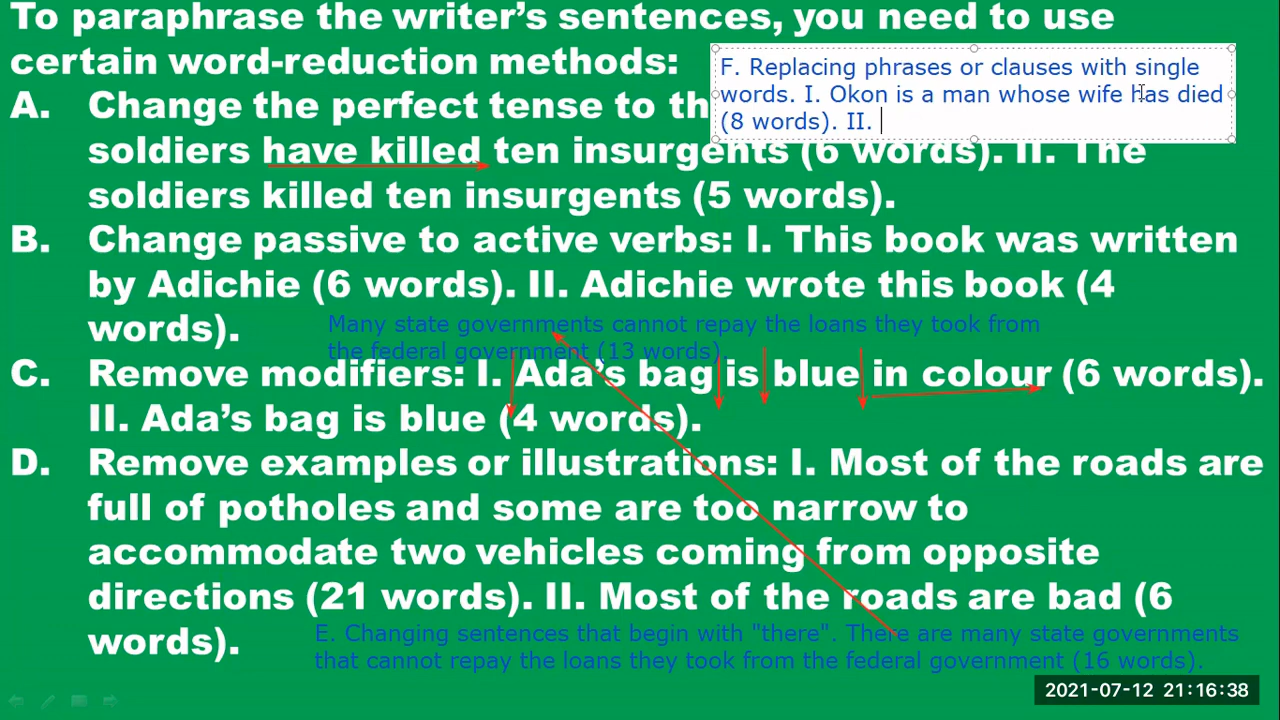 To paraphrase the writer's sentences, you need to use
certain word-reduction methods:
A. Change the perfect tense to th
soldiers have killed ten insurgents (6 words). II. The
soldiers killed ten insurgents (5 words).
B. Change passive to active verbs: I. This book was written
by Adichie (6 words). II. Adichie wrote this book (4
words).
C. Remove modifiers: I. Ada's bag is blue in colour (6 words).
II. Ada's bag is blue (4 words).
D. Remove examples or illustrations: I. Most of the roads are
full of potholes and some are too narrow to
accommodate two vehicles coming from opposite
directions (21 words). II. Most of the roads are bad (6
words).
F. Replacing phrases or clauses with single
words. I. Okon is a man whose wife has died
(8 words). II.
Many state governments cannot repay the loans they took from
the federal government (13 words).
E. Changing sentences that begin with "there". There are many state governments
that cannot repay the loans they took from the federal government (16 words).
2021-07-12 21:16:38